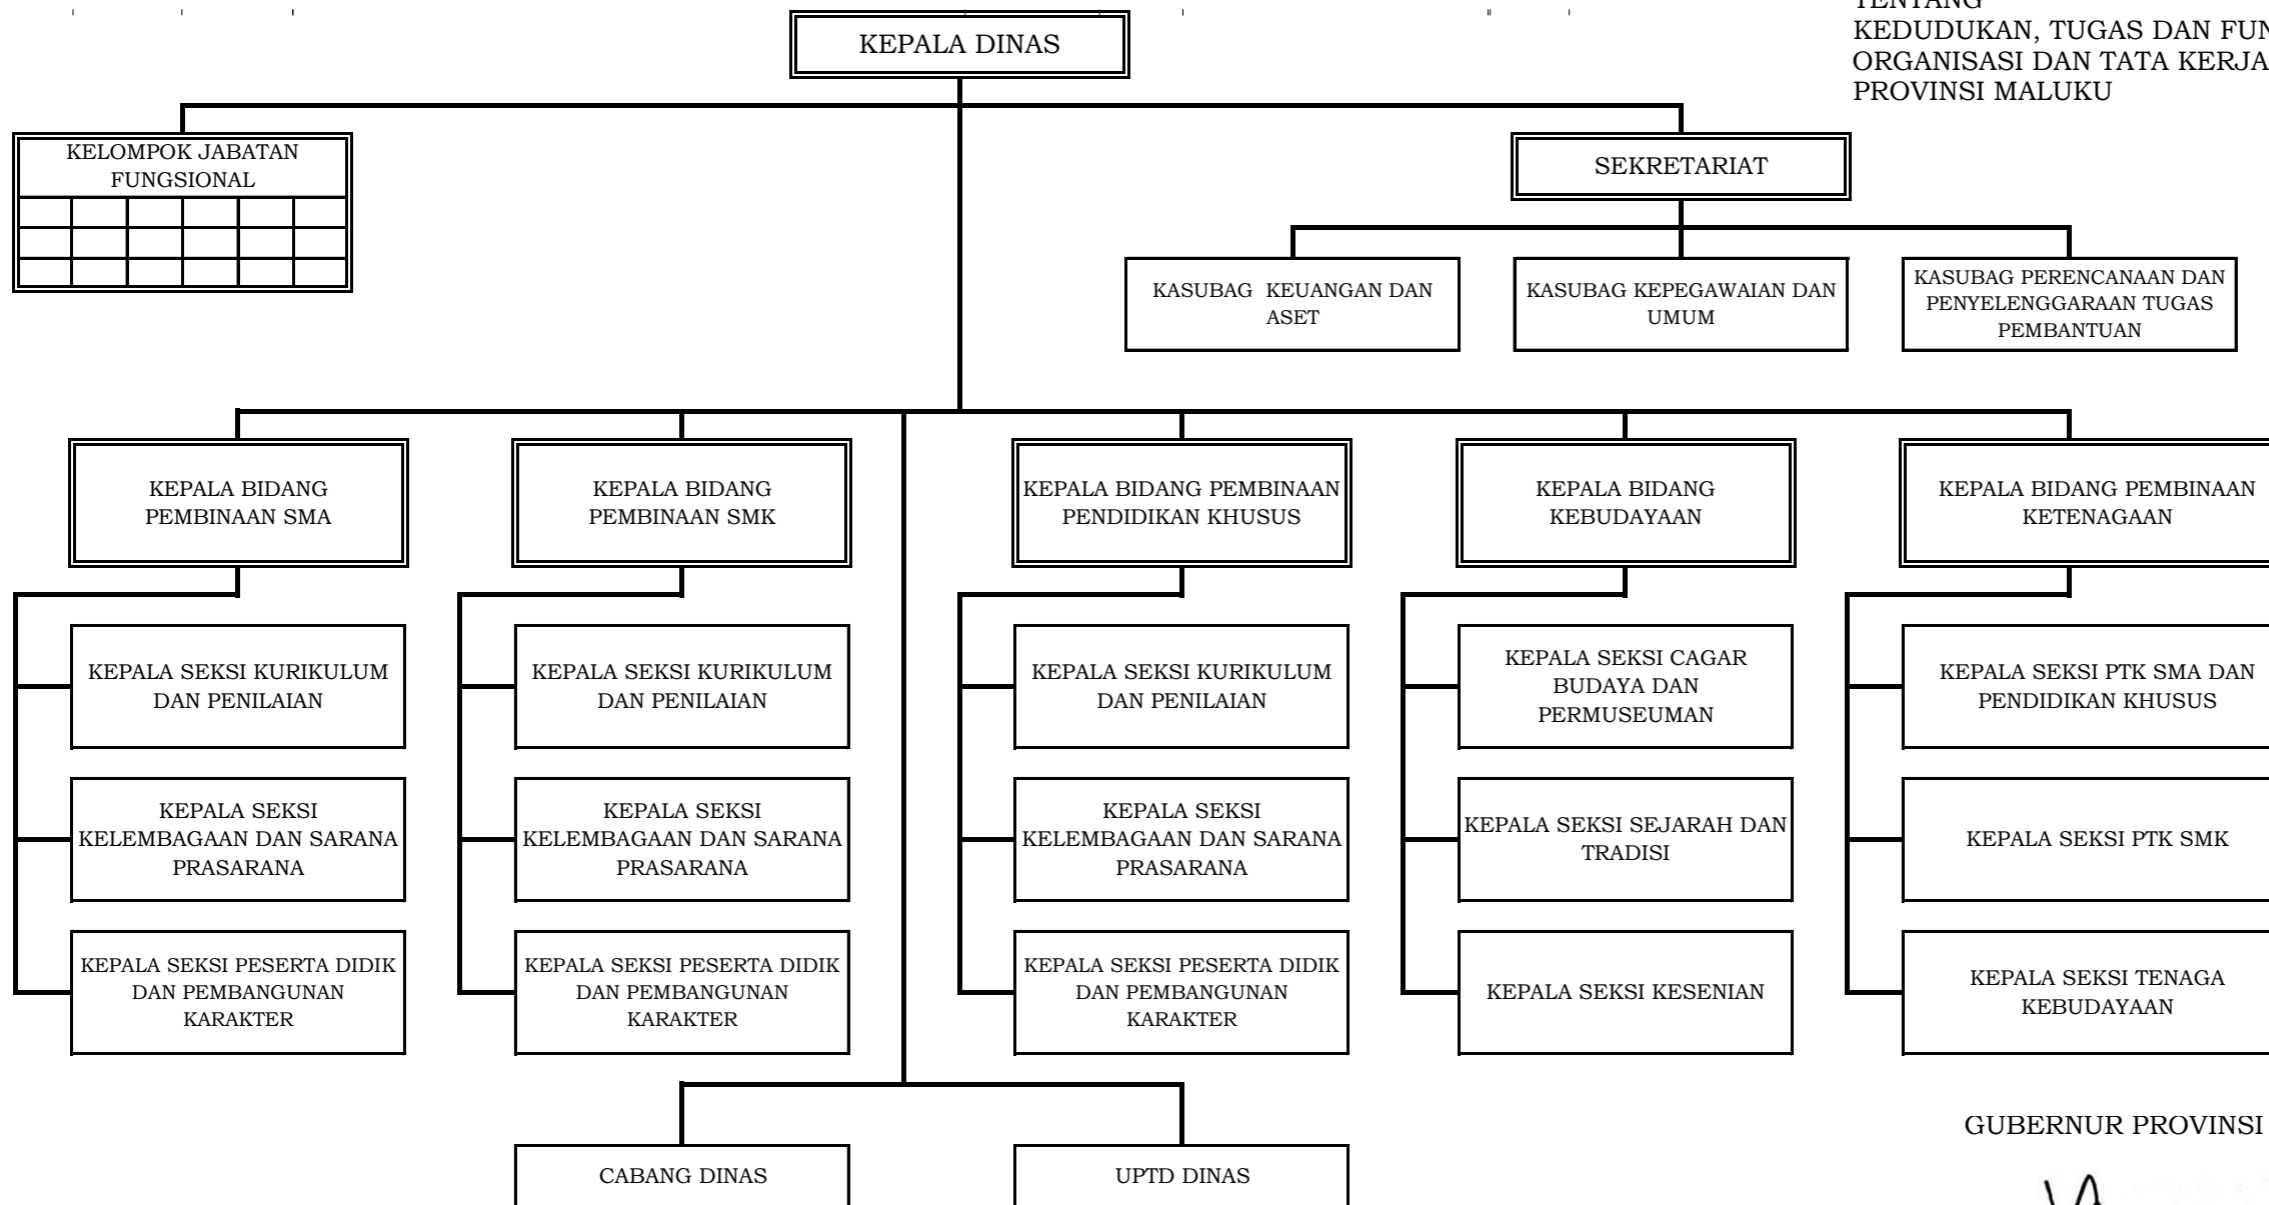 TENTANG
KEDUDUKAN, TUGAS DAN FUN
ORGANISASI DAN TATA KERJA
PROVINSI MALUKU
KEPALA DINAS
KELOMPOK JABATAN
FUNGSIONAL
SEKRETARIAT
KASUBAG KEUANGAN DAN
ASET
KASUBAG KEPEGAWAIAN DAN
UMUM
KASUBAG PERENCANAAN DAN
PENYELENGGARAAN TUGAS
PEMBANTUAN
KEPALA BIDANG
PEMBINAAN SMA
KEPALA BIDANG
PEMBINAAN SMK
KEPALA BIDANG PEMBINAAN
PENDIDIKAN KHUSUS
KEPALA BIDANG
KEBUDAYAAN
KEPALA BIDANG PEMBINAAN
KETENAGAAN
KEPALA SEKSI KURIKULUM
DAN PENILAIAN
KEPALA SEKSI KURIKULUM
DAN PENILAIAN
KEPALA SEKSI KURIKULUM
DAN PENILAIAN
KEPALA SEKSI CAGAR
BUDAYA DAN
PERMUSEUMAN
KEPALA SEKSI PTK SMA DAN
PENDIDIKAN KHUSUS
KEPALA SEKSI
KELEMBAGAAN DAN SARANA
PRASARANA
KEPALA SEKSI
KELEMBAGAAN DAN SARANA
PRASARANA
KEPALA SEKSI
KELEMBAGAAN DAN SARANA
PRASARANA
KEPALA SEKSI SEJARAH DAN
TRADISI
KEPALA SEKSI PTK SMK
KEPALA SEKSI PESERTA DIDIK
DAN PEMBANGUNAN
KARAKTER
KEPALA SEKSI PESERTA DIDIK
DAN PEMBANGUNAN
KARAKTER
KEPALA SEKSI PESERTA DIDIK
DAN PEMBANGUNAN
KARAKTER
KEPALA SEKSI KESENIAN
KEPALA SEKSI TENAGA
KEBUDAYAAN
GUBERNUR PROVINSI
CABANG DINAS
UPTD DINAS